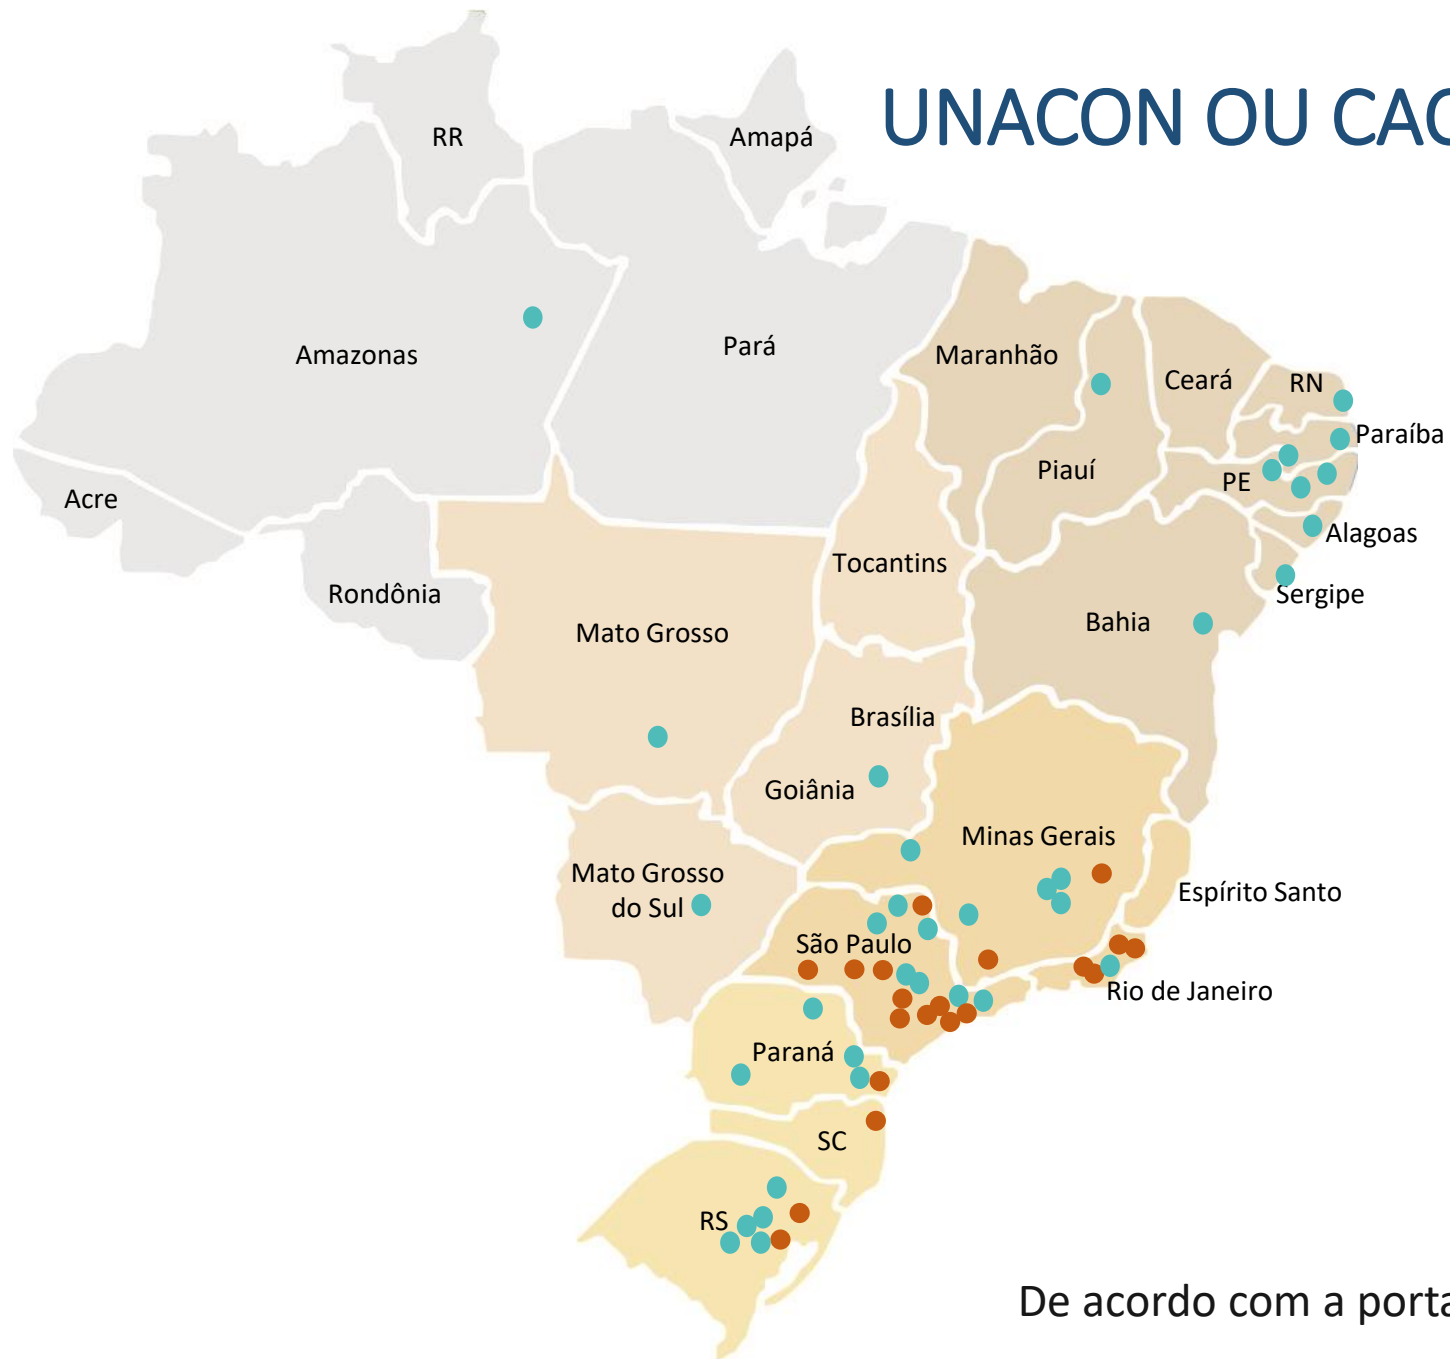 UNACON OU CAC
RR
Amapá
Amazonas
Pará
Maranhão
Ceará
RN
Paraíba
Piauí
PE
Acre
Alagoas
Tocantins
Rondônia
Sergipe
Bahia
Mato Grosso
Brasília
Goiânia
Minas Gerais
Mato Grosso
do Sul
Espírito Santo
São Paulo
Rio de Janeiro
Paraná
SC
RS
De acordo com a porta